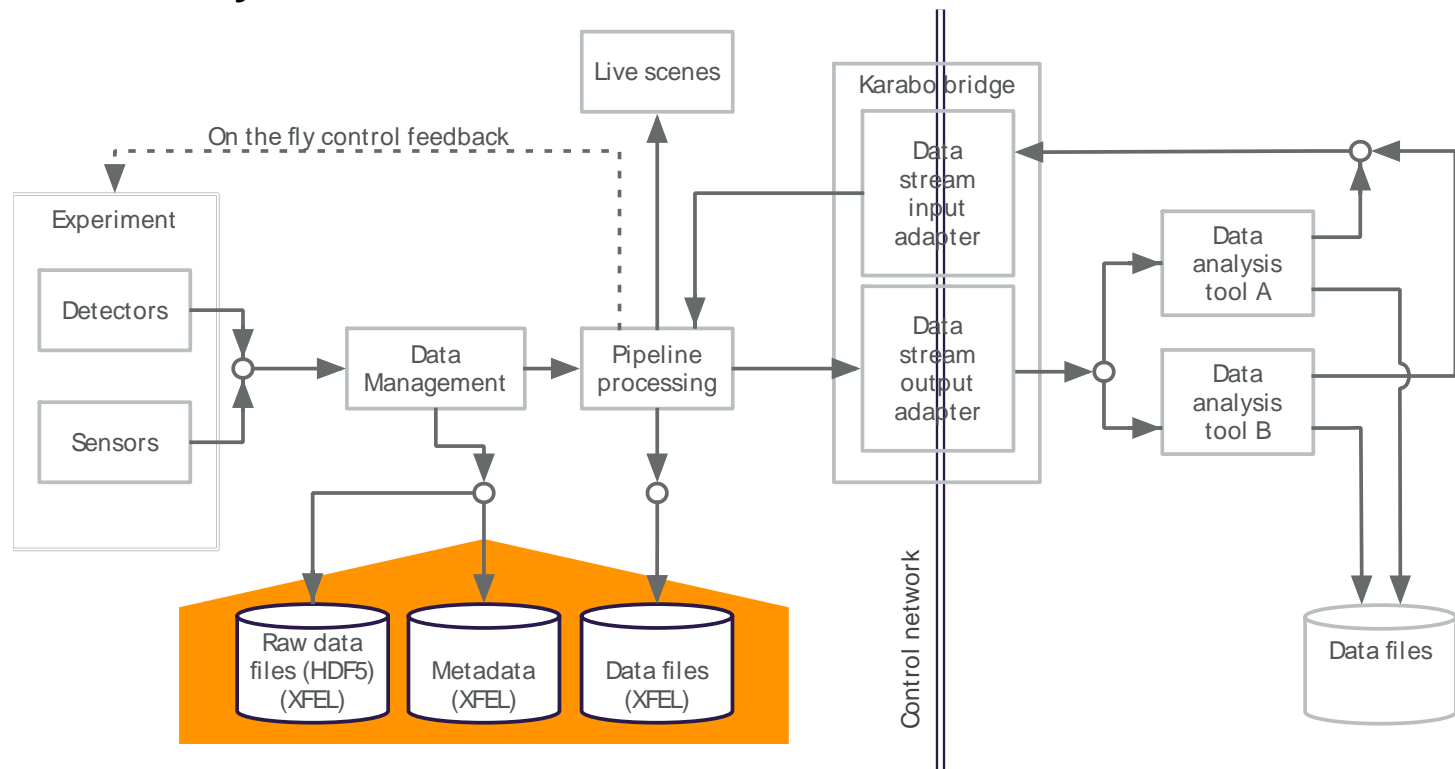 Live scenes
Karabo bridge
On the fly control feedback
Data
stream
input
adapter
Experiment
Data
analysis
tool A
Detectors
Data
Management
Pipeline
processing
Data
stream
output
adapter
Data
analysis
tool B
Sensors
Control network
Raw data
files (HDF5)
(XFEL)
Metadata
(XFEL)
Data files
(XFEL)
Data files